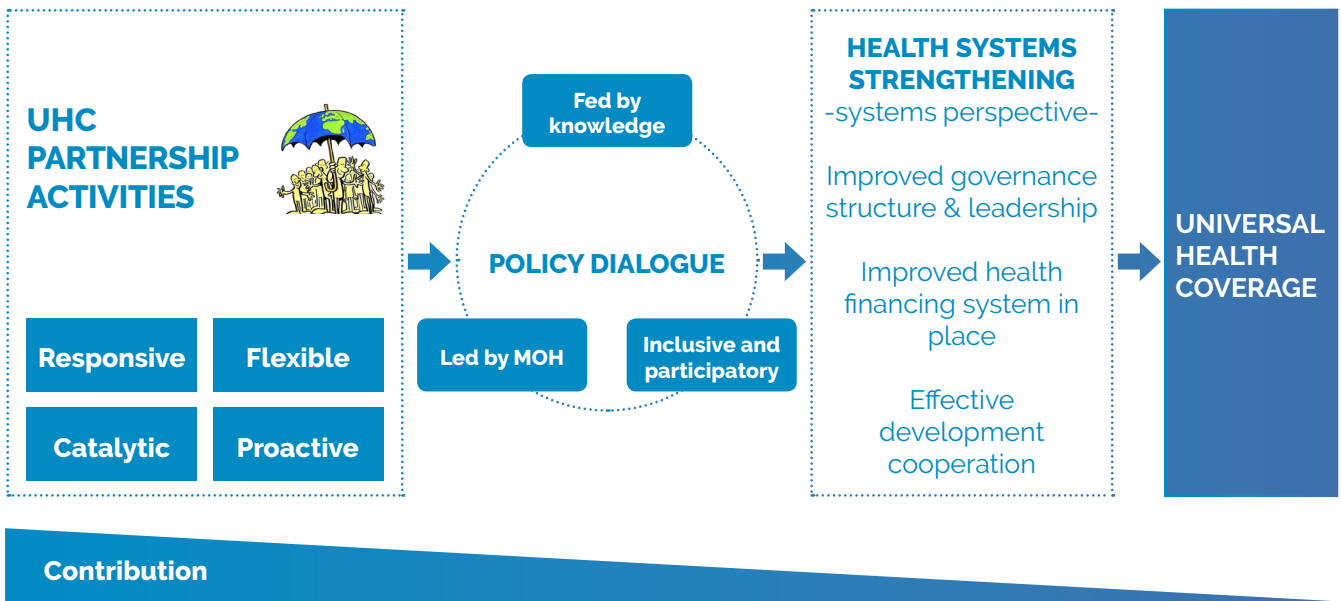 UHC
PARTNERSHIP
ACTIVITIES
Responsive
Flexible
Catalytic
Proactive
Fed by
knowledge
POLICY DIALOGUE
Led by MOH
Inclusive and
participatory
HEALTH SYSTEMS
STRENGTHENING
-systems perspective-
Improved governance
structure & leadership
Improved health
financing system in
place
Effective
development
cooperation
UNIVERSAL
HEALTH
COVERAGE
Contribution